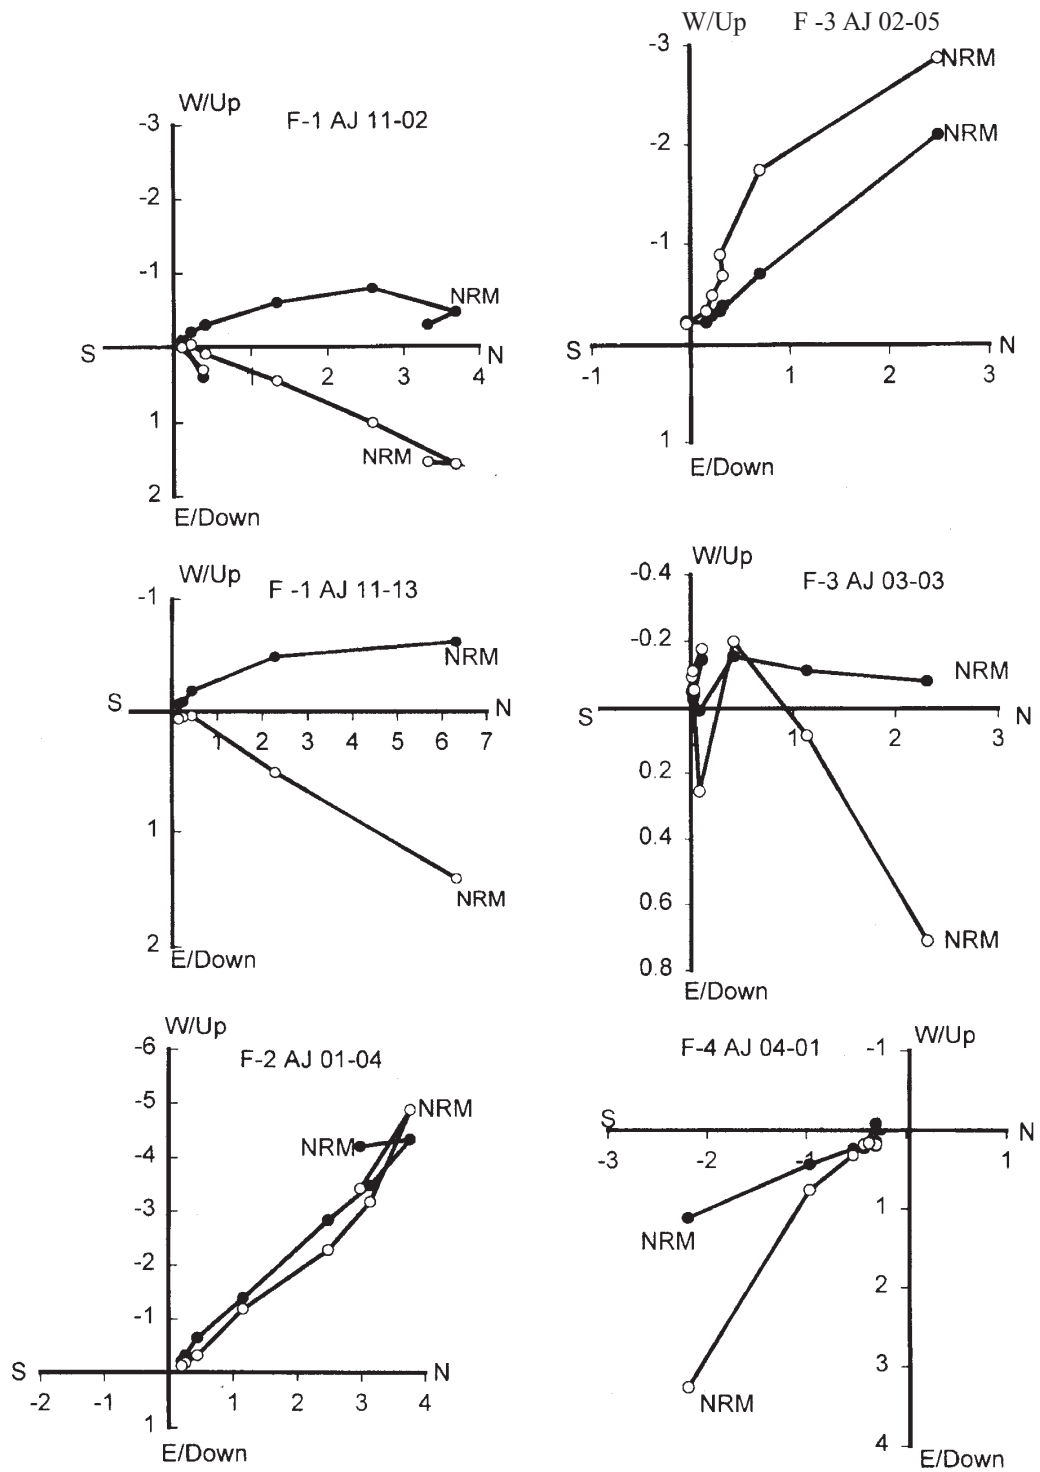 W/Up
F-1 AJ 11-02
-3
-2
-1
NRM
S
N
1
2
3
4
1
NRM
2
E/Down
W/Up F -3 AJ 02-05
-3
NRM
-2
NRM
-1
S
N
-1
1
2
3
1
E/Down
W/Up
F -1 AJ 11-13
-1
NRM
S
N
1
2
3
4
5
6
7
1
NRM
2
E/Down
W/Up
F-3 AJ 03-03
-0.4
-0.2
NRM
S
N
1
2
3
0.2
0.4
0.6
NRM
0.8
E/Down
W/Up
F-2 AJ 01-04
-6
-5
NRM
NRM
-4
-3
-2
-1
S
N
-2
-1
1
2
3
4
1
E/Down
F-4 AJ 04-01
-1
W/Up
S
N
-3
-2
-1
1
NRM
1
2
3
NRM
4
E/Down